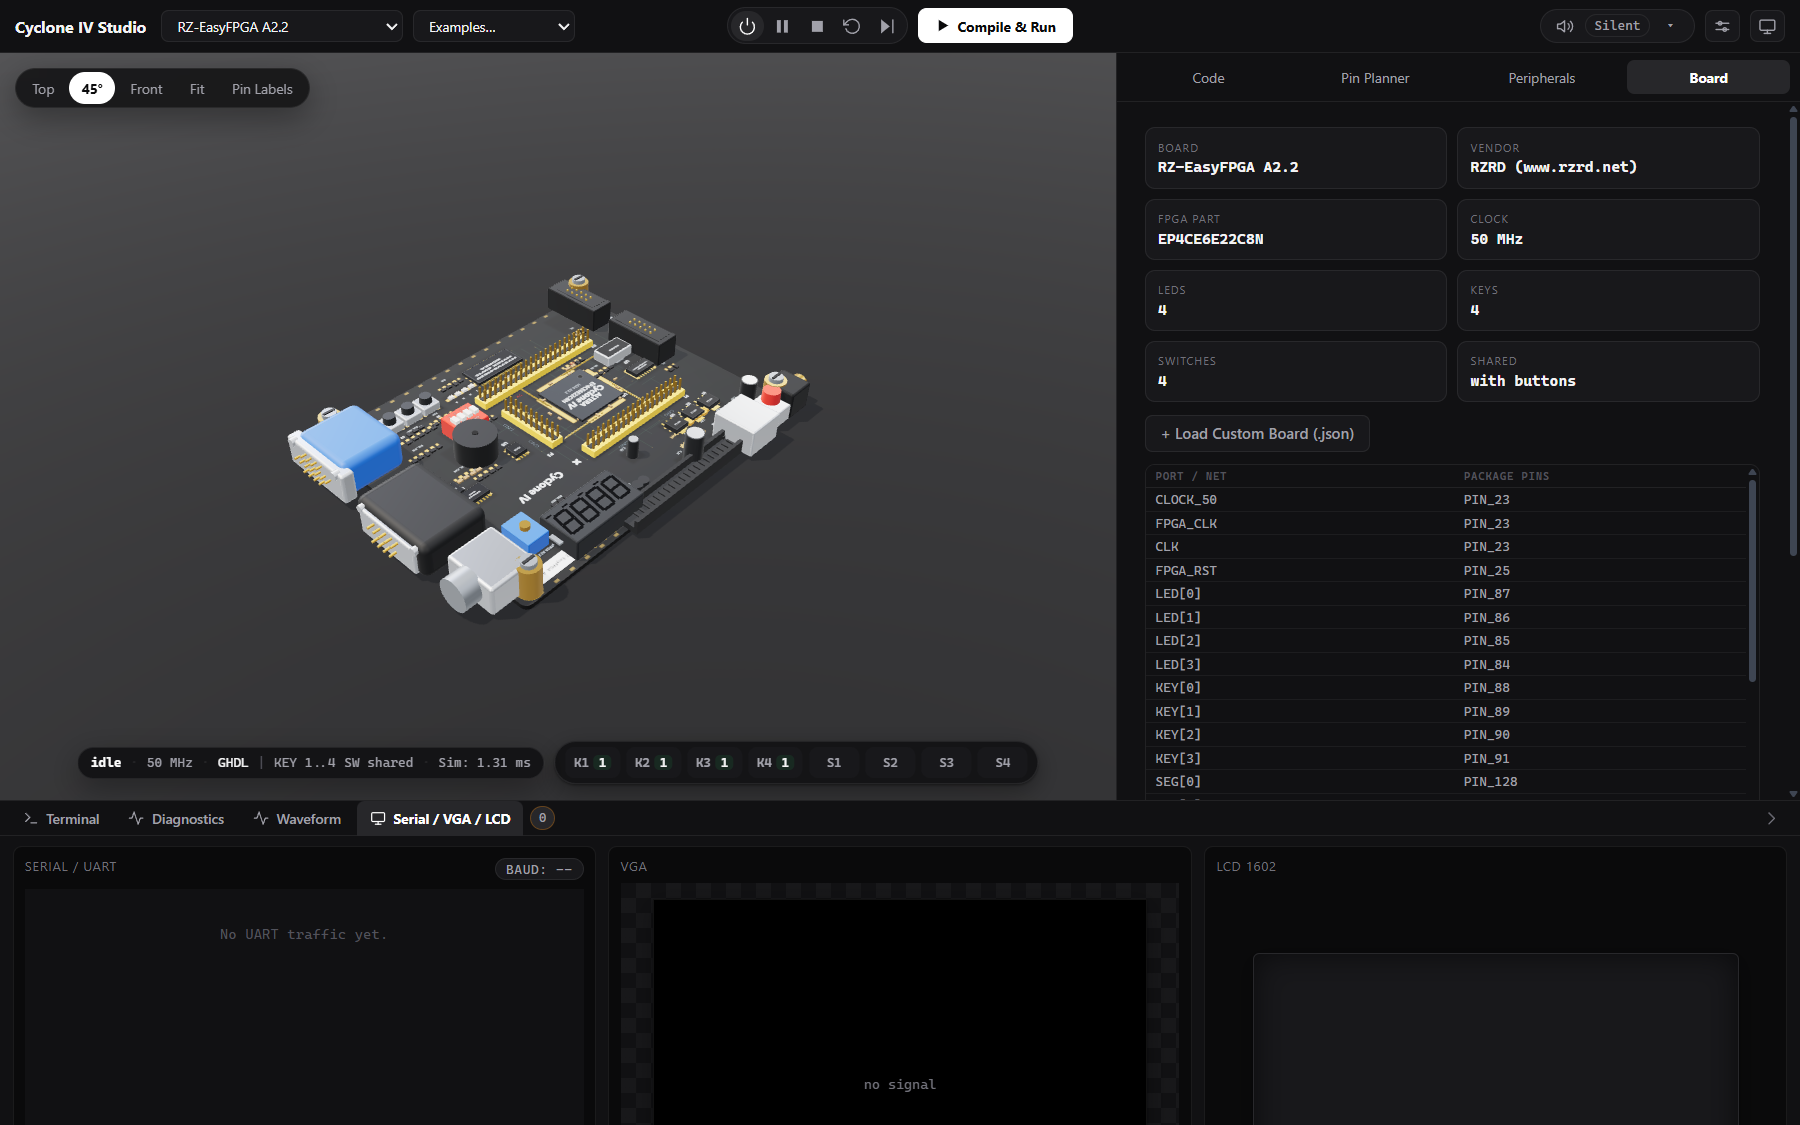 Cyclone IV Studio
RZ-EasyFPGA A2.2
Examples...
Compile & Run
Silent
Top
45°
Front
Fit
Pin Labels
Code
Pin Planner
Peripherals
Board
BOARD
RZ-EasyFPGA A2.2
VENDOR
RZRD (www.rzrd.net)
FPGA PART
EP4CE6E22C8N
CLOCK
50 MHz
LEDS
4
KEYS
4
SWITCHES
4
SHARED
with buttons
+ Load Custom Board (.json)
PORT / NET PACKAGE PINS
CLOCK_50 PIN_23
FPGA_CLK PIN_23
CLK PIN_23
FPGA_RST PIN_25
LED[0] PIN_87
LED[1] PIN_86
LED[2] PIN_85
LED[3] PIN_84
KEY[0] PIN_88
KEY[1] PIN_89
KEY[2] PIN_90
KEY[3] PIN_91
SEG[0] PIN_128
Cyclone IV
Cyclone IV
8888
idle · 50 MHz · GHDL | KEY 1..4 SW shared · Sim: 1.31 ms
K1 1 K2 1 K3 1 K4 1 S1 S2 S3 S4
Terminal
Diagnostics
Waveform
Serial / VGA / LCD
0
SERIAL / UART
BAUD: --
No UART traffic yet.
VGA
no signal
LCD 1602